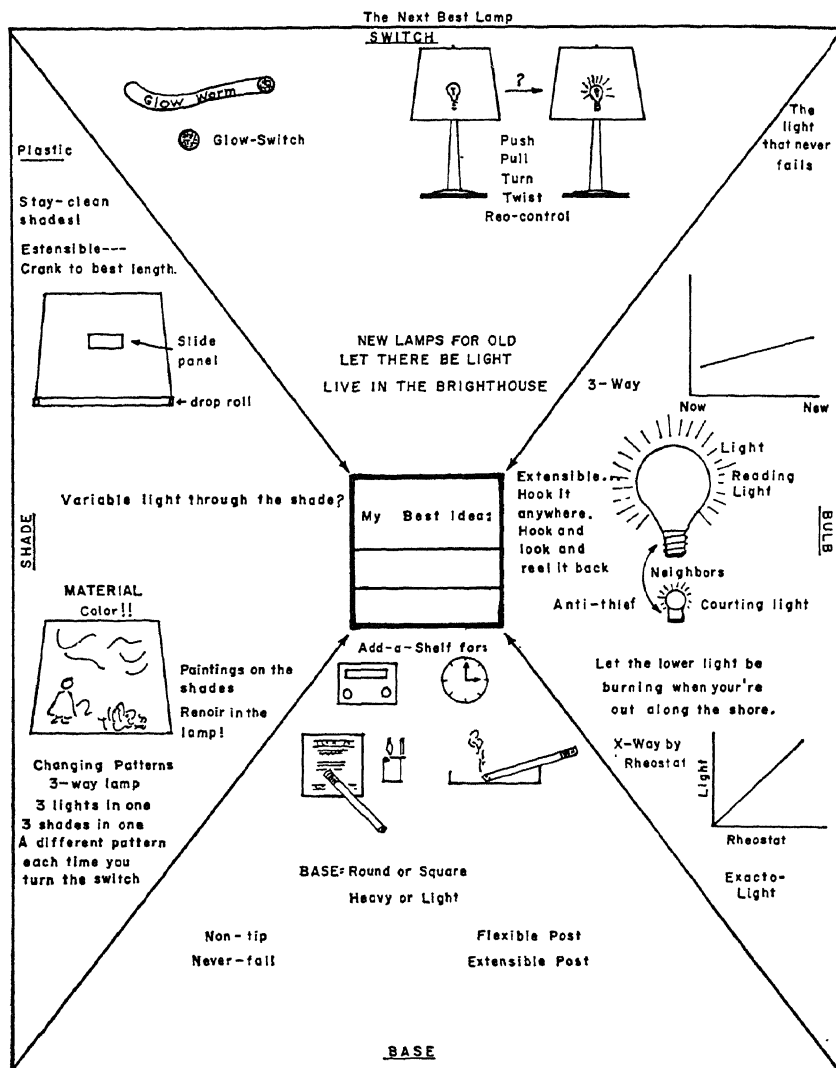 The Next Best Lamp
SWITCH
Glow Worm
Glow-Switch
?
Push
Pull
Turn
Twist
Reo-control
The
light
that never
fails
Plastic
Stay-clean
shades!
Estensible---
Crank to best length.
Slide
panel
drop roll
NEW LAMPS FOR OLD
LET THERE BE LIGHT
LIVE IN THE BRIGHTHOUSE
3-Way
Now
New
Light
Reading
Light
Extensible...
Hook it
anywhere.
Hook and
look and
reel it back
Neighbors
Anti-thief
Courting light
BULB
Variable light through the shade?
SHADE
My Best Ideas
MATERIAL
Color!!
Paintings on the
shades
Renoir in the
lamp!
Changing Patterns
3-way lamp
3 lights in one
3 shades in one
A different pattern
each time you
turn the switch
Add-a-Shelf for:
BASE=Round or Square
Heavy or Light
Non-tip
Never-fall
Flexible Post
Extensible Post
BASE
Let the lower light be
burning when your're
out along the shore.
X-Way by
Rheostat
Light
Rheostat
Exacto-
Light